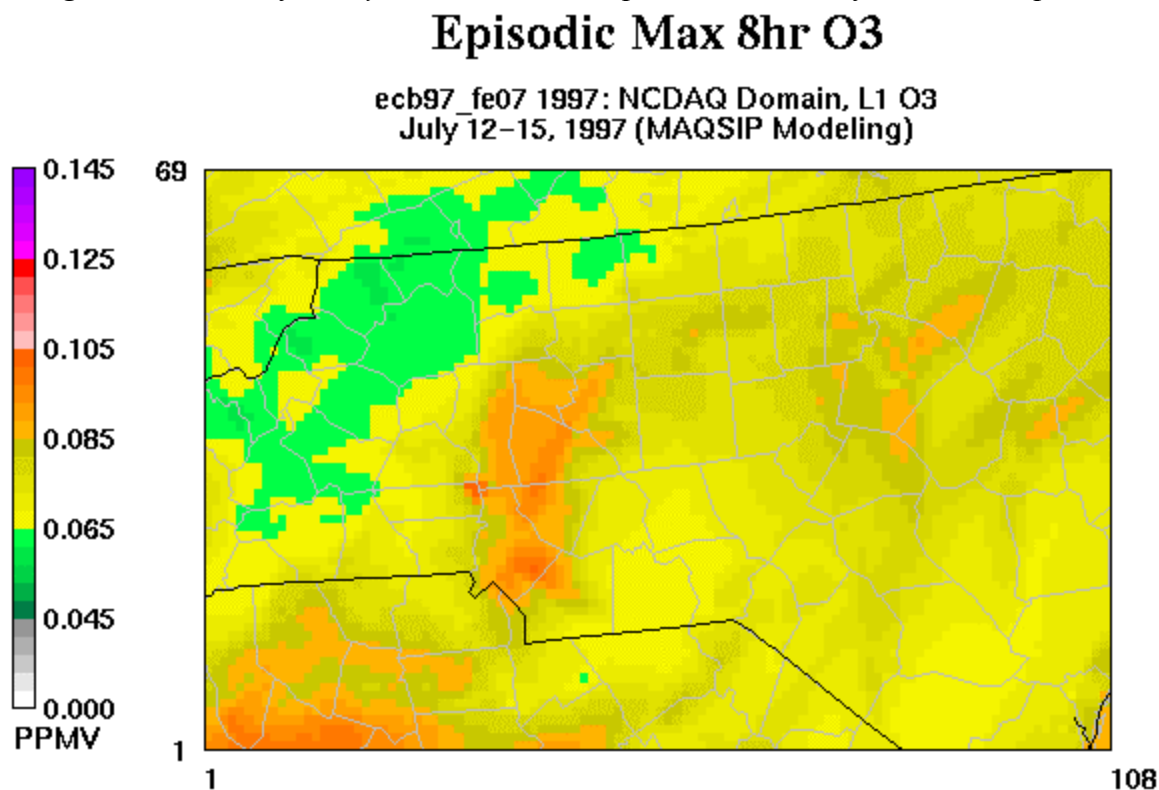 Episodic Max 8hr O3
ecb97_fe07 1997: NCDAQ Domain, L1 O3
July 12-15, 1997 (MAQSIP Modeling)
0.145
0.125
0.105
0.085
0.065
0.045
0.000
PPMV
69
1
1
108